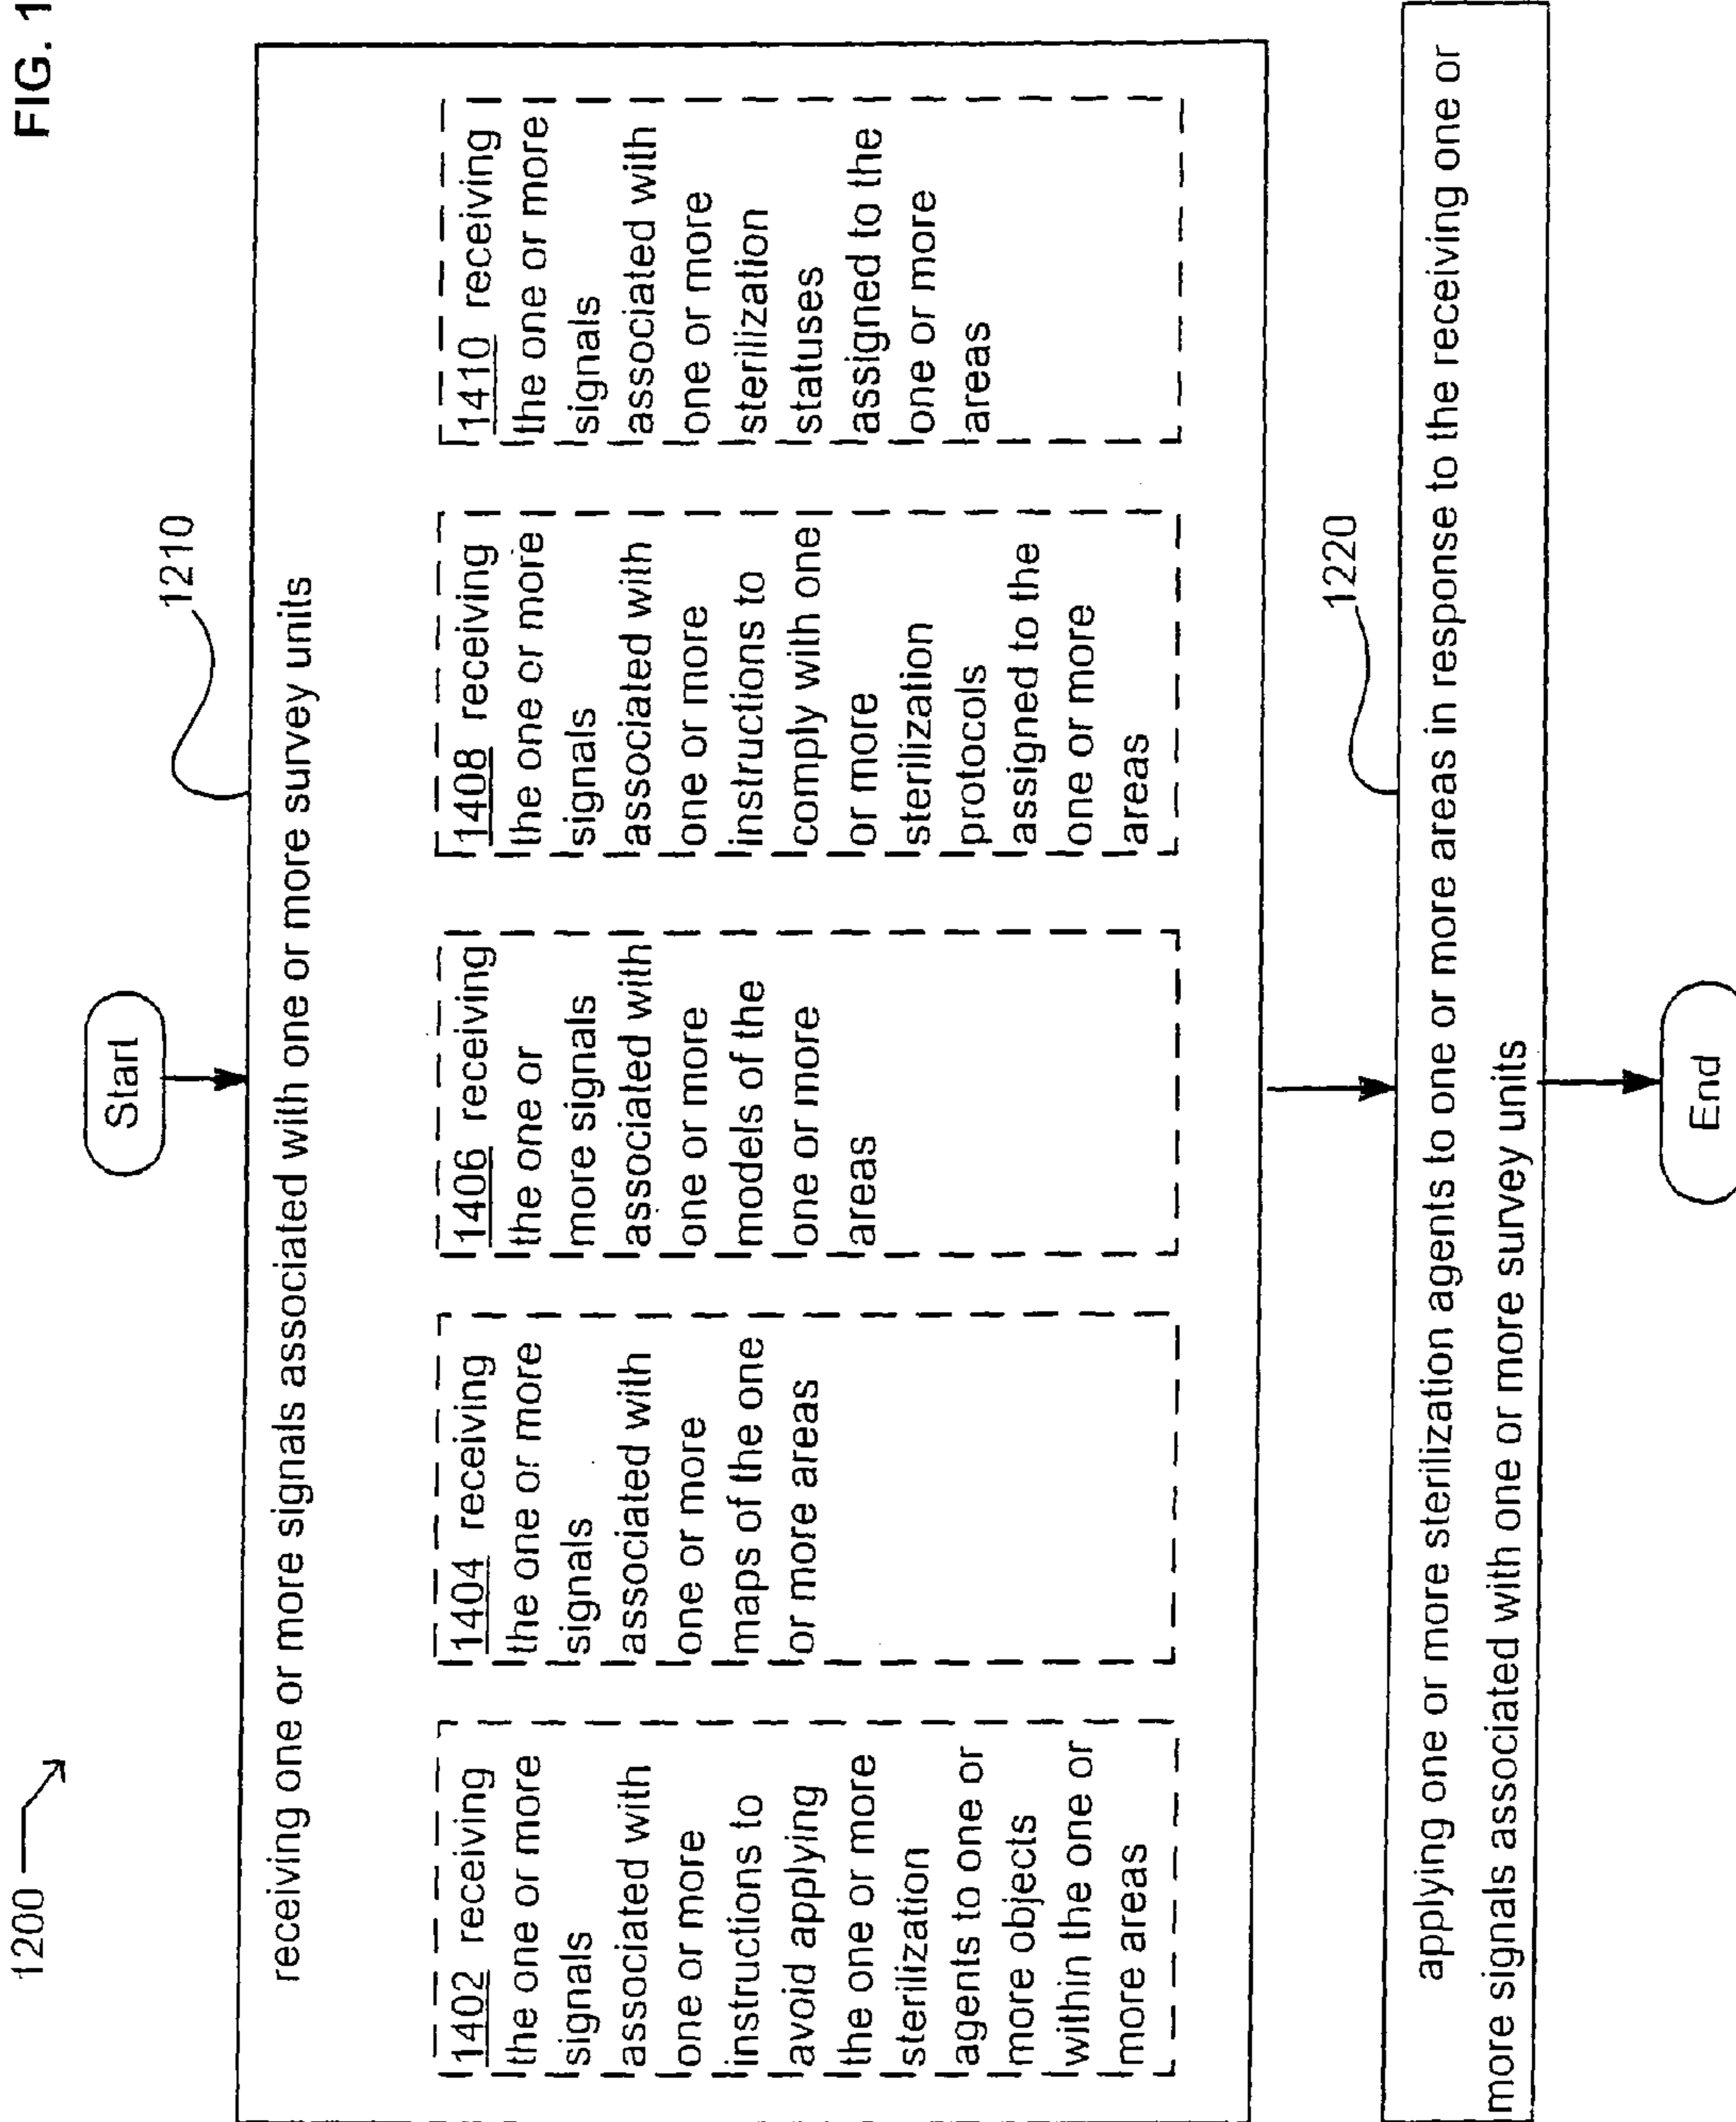 FIG. 1
1200
Start
1210
receiving one or more signals associated with one or more survey units
1402 receiving
the one or more
signals
associated with
one or more
instructions to
avoid applying
the one or more
sterilization
agents to one or
more objects
within the one or
more areas
1404 receiving
the one or more
signals
associated with
one or more
maps of the one
or more areas
1406 receiving
the one or
more signals
associated with
one or more
models of the
one or more
areas
1408 receiving
the one or more
signals
associated with
one or more
instructions to
comply with one
or more
sterilization
protocols
assigned to the
one or more
areas
1410 receiving
the one or more
signals
associated with
one or more
sterilization
statuses
assigned to the
one or more
areas
1220
applying one or more sterilization agents to one or more areas in response to the receiving one or
more signals associated with one or more survey units
End